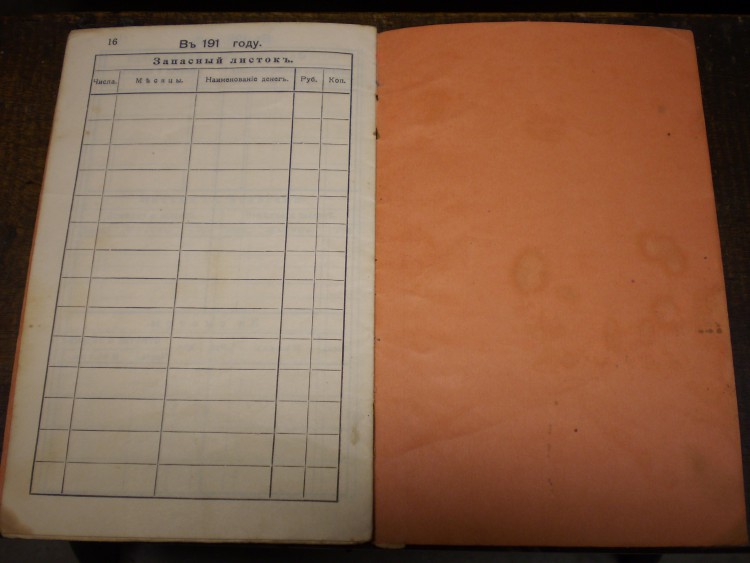 16
Въ 191 году.
Запасный листокъ.
Числа. Мѣсяцы. Наименованіе денегъ. Руб. Коп.